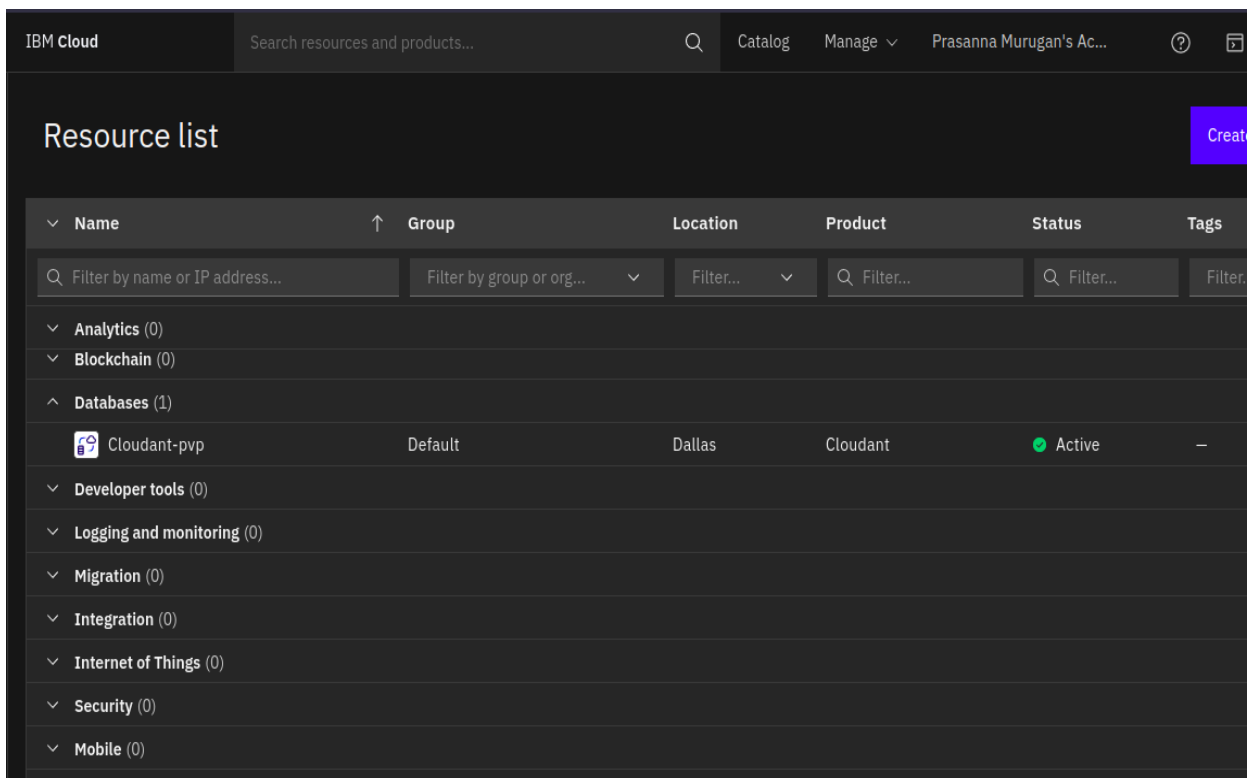 IBM Cloud Search resources and products... Catalog Manage Prasanna Murugan's Ac...
Resource list
Create
Name Group Location Product Status Tags
Filter by name or IP address... Filter by group or org... Filter... Filter... Filter... Filter.
Analytics (0)
Blockchain (0)
Databases (1)
Cloudant-pvp Default Dallas Cloudant Active –
Developer tools (0)
Logging and monitoring (0)
Migration (0)
Integration (0)
Internet of Things (0)
Security (0)
Mobile (0)